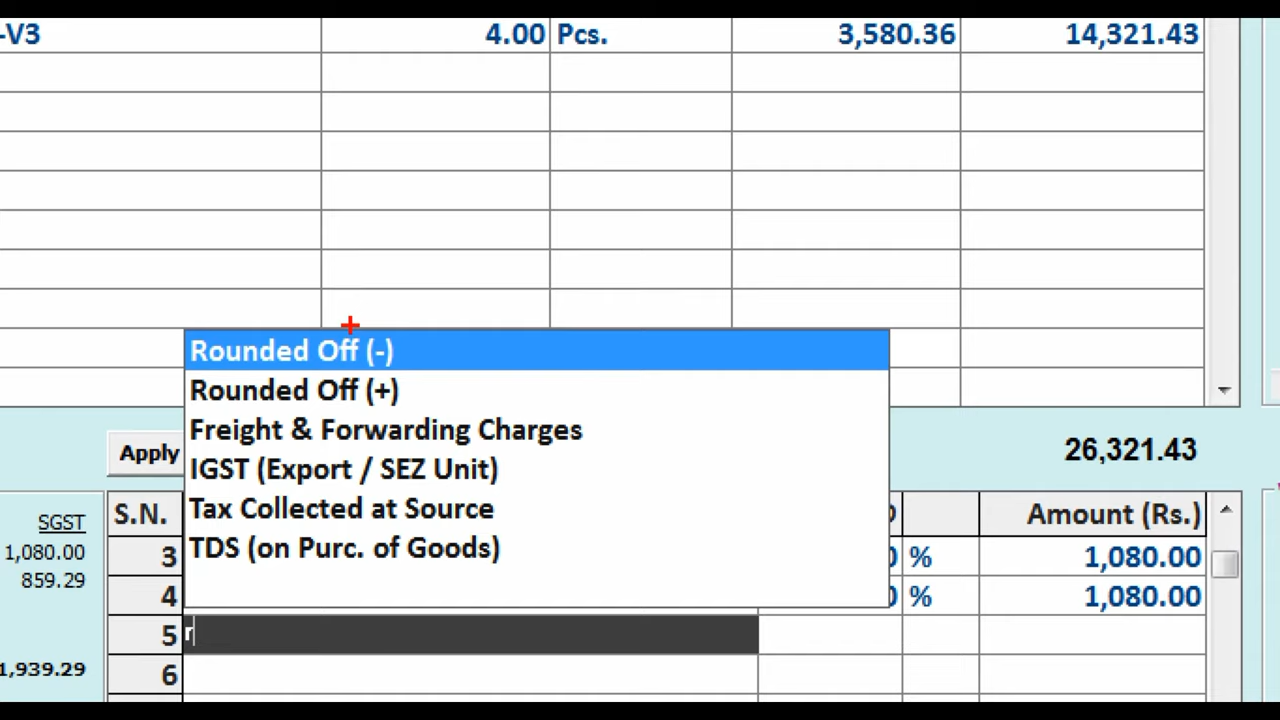 -V3 4.00 Pcs. 3,580.36 14,321.43
Rounded Off (-)
Rounded Off (+)
Freight & Forwarding Charges
Apply 26,321.43
IGST (Export / SEZ Unit)
Tax Collected at Source
SGST S.N. Amount (Rs.)
TDS (on Purc. of Goods)
1,080.00 3 % 1,080.00
859.29
4 % 1,080.00
5 r
1,939.29 6